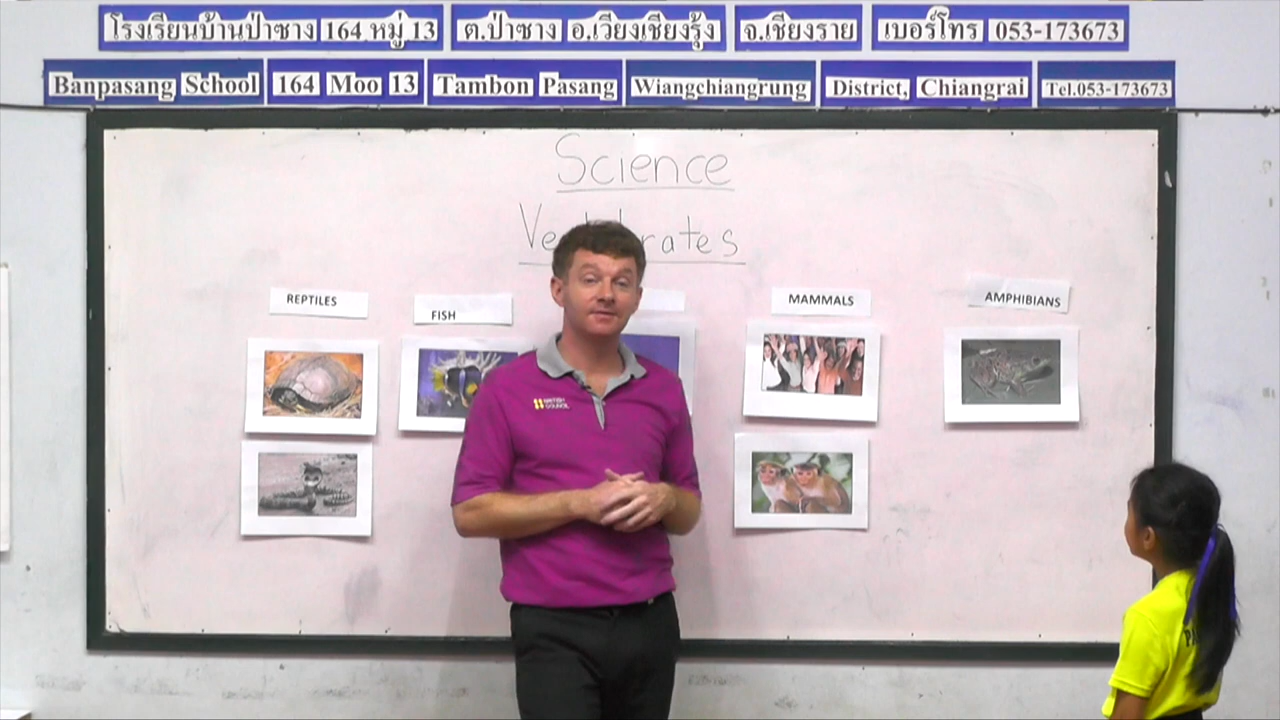 โรงเรียนบ้านป่าซาง 164 หมู่ 13 ต.ป่าซาง อ.เวียงเชียงรุ้ง จ.เชียงราย เบอร์โทร 053-173673
Banpasang School 164 Moo 13 Tambon Pasang Wiangchiangrung District, Chiangrai Tel.053-173673
Science
REPTILES
FISH
MAMMALS
AMPHIBIANS
BRITISH
COUNCIL